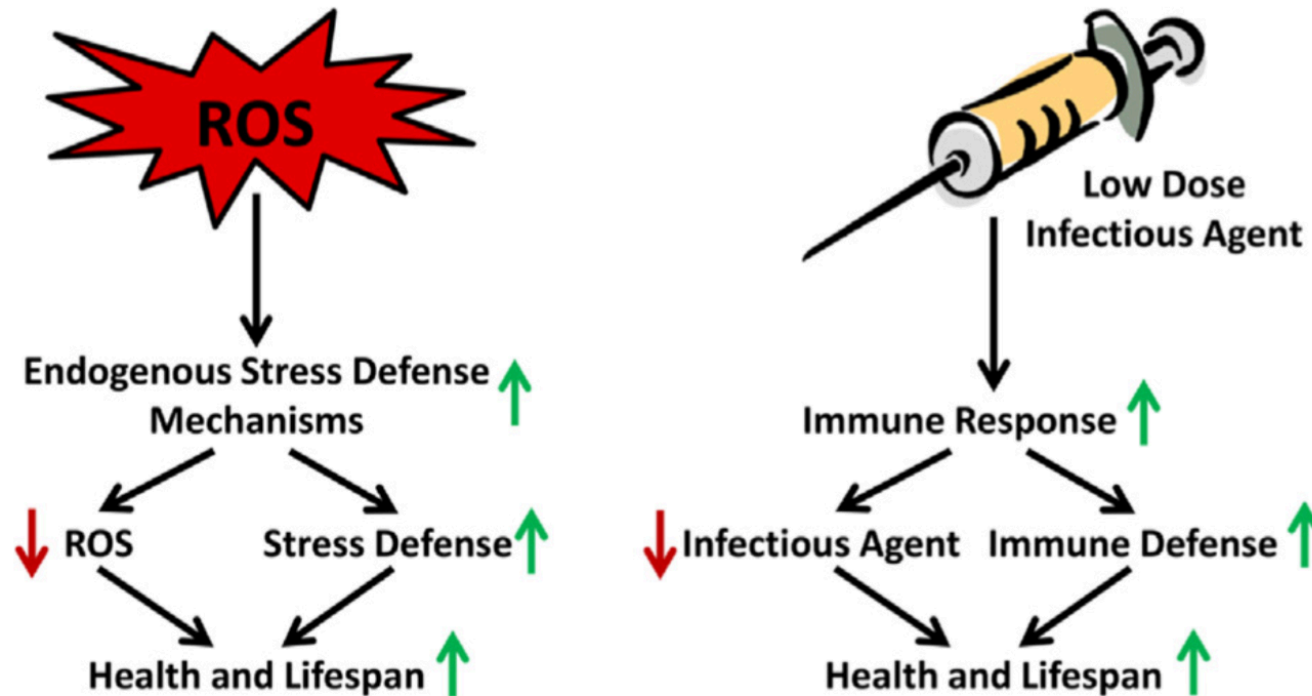 ROS
Endogenous Stress Defense
Mechanisms
ROS
Stress Defense
Health and Lifespan
Low Dose
Infectious Agent
Immune Response
Infectious Agent
Immune Defense
Health and Lifespan